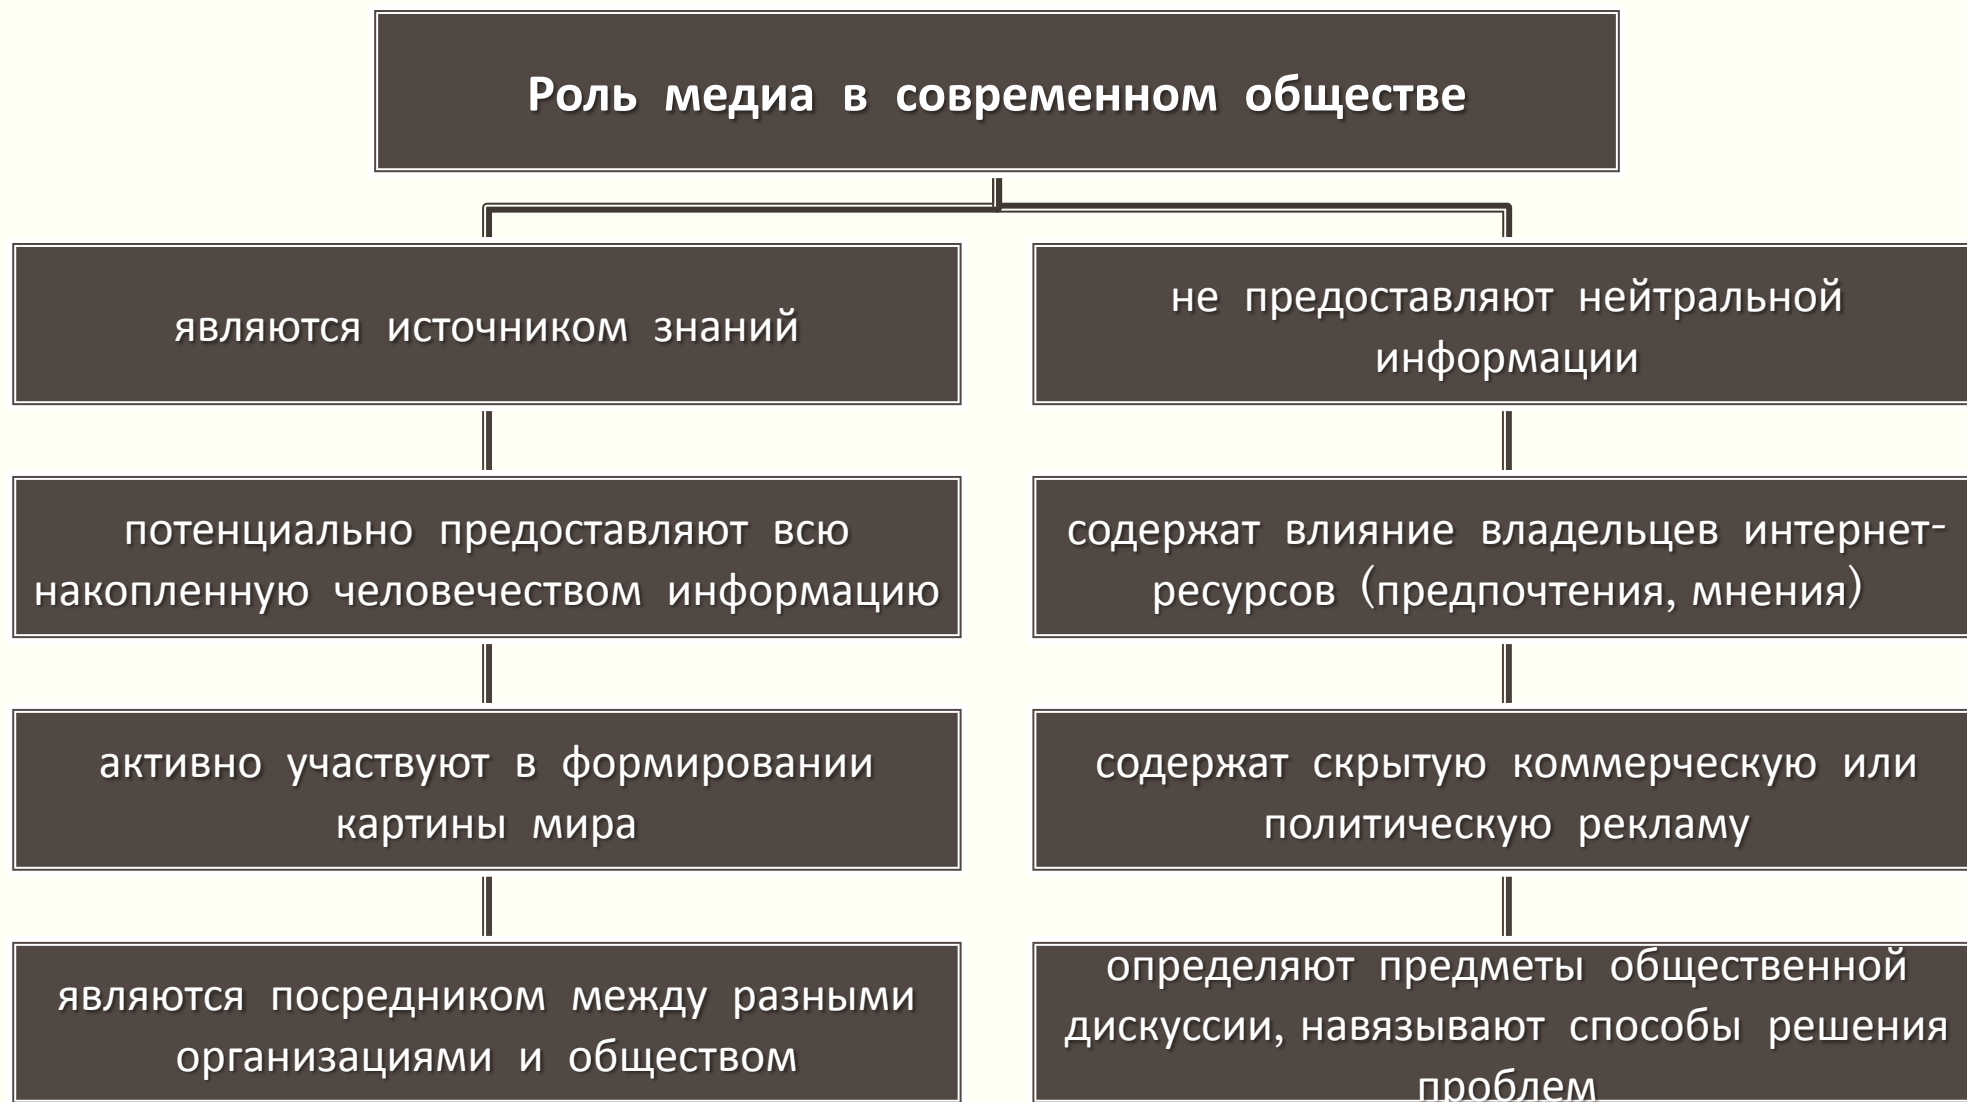 Роль медиа в современном обществе
являются источником знаний
потенциально предоставляют всю
накопленную человечеством информацию
активно участвуют в формировании
картины мира
являются посредником между разными
организациями и обществом
не предоставляют нейтральной
информации
содержат влияние владельцев интернет-
ресурсов (предпочтения, мнения)
содержат скрытую коммерческую или
политическую рекламу
определяют предметы общественной
дискуссии, навязывают способы решения
проблем